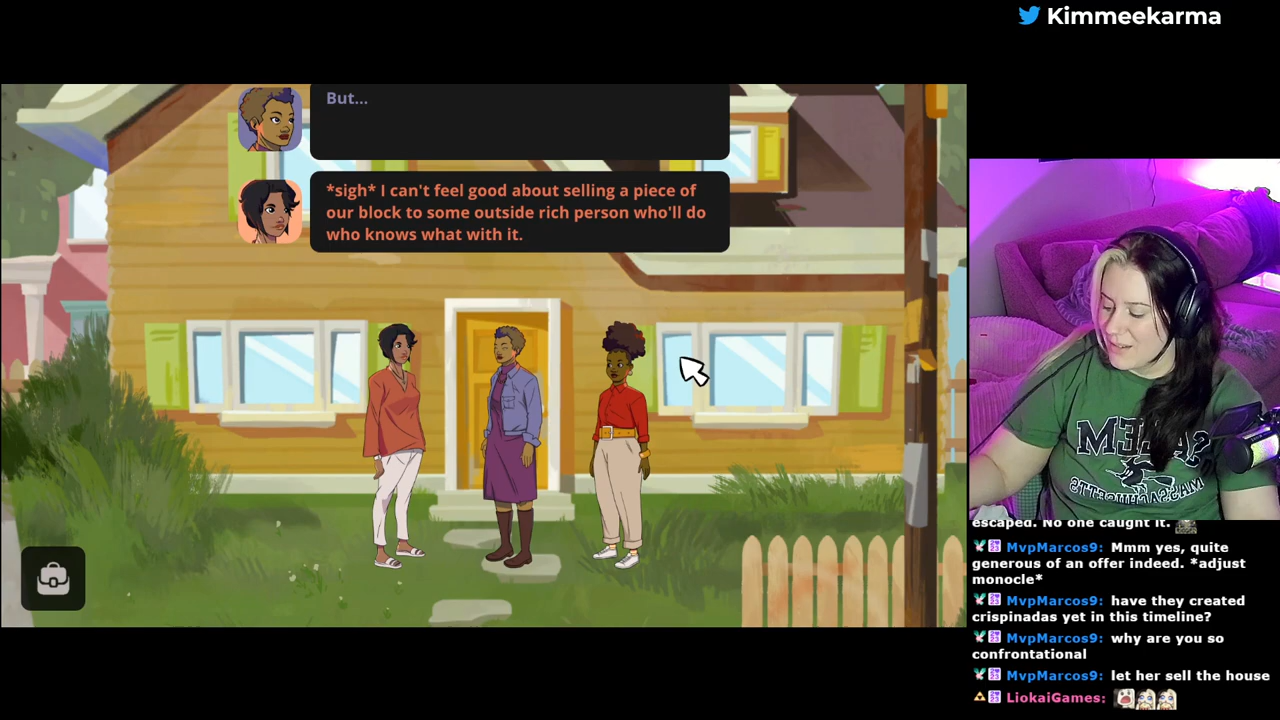 Kimmeekarma
But...
*sigh* I can't feel good about selling a piece of
our block to some outside rich person who'll do
who knows what with it.
SALEM
MASSACHUSETTS
escaped. No one caught it.
MvpMarcos9: Mmm yes, quite
generous of an offer indeed. *adjust
monocle*
MvpMarcos9: have they created
crispinadas yet in this timeline?
MvpMarcos9: why are you so
confrontational
MvpMarcos9: let her sell the house
LiokaiGames: